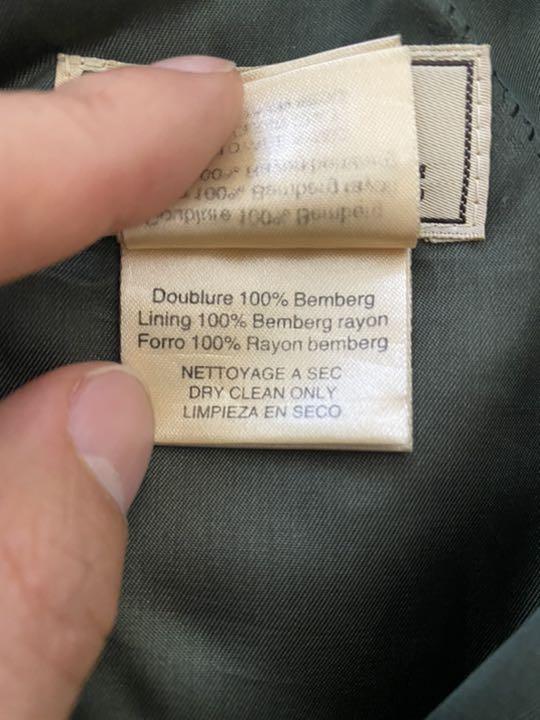 Doublure 100% Bemberg
Lining 100% Bemberg rayon
Forro 100% Rayon bemberg
NETTOYAGE A SEC
DRY CLEAN ONLY
LIMPIEZA EN SECO